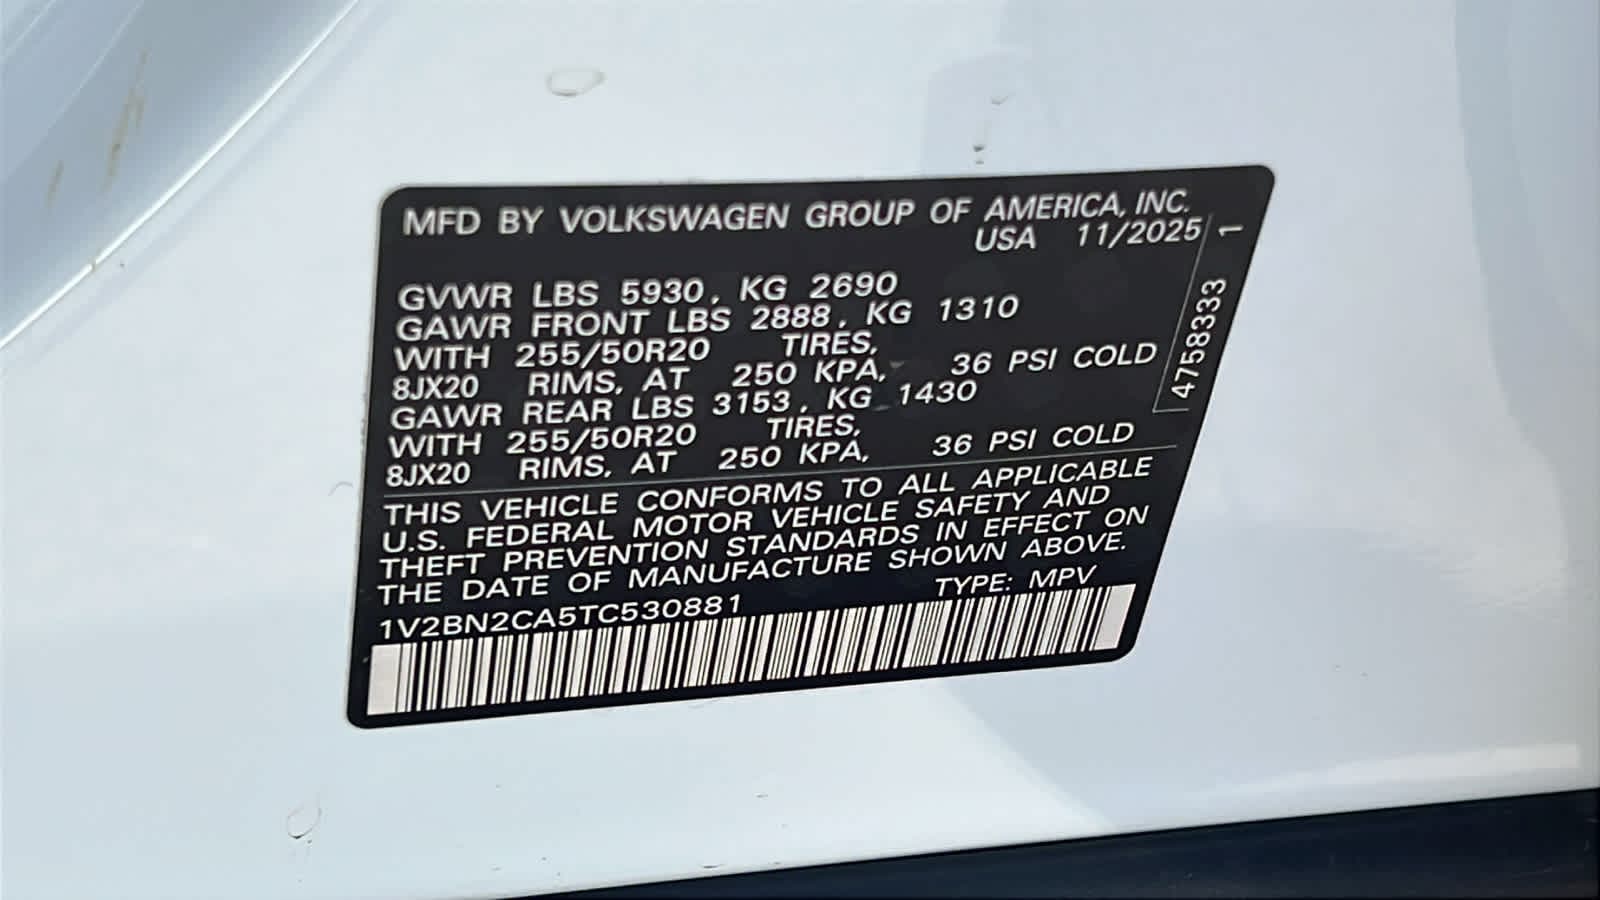 MFD BY VOLKSWAGEN GROUP OF AMERICA, INC.
USA 11/2025
GVWR LBS 5930, KG 2690
GAWR FRONT LBS 2888, KG 1310
WITH 255/50R20 TIRES,
8JX20 RIMS, AT 250 KPA, 36 PSI COLD
GAWR REAR LBS 3153, KG 1430
WITH 255/50R20 TIRES,
8JX20 RIMS, AT 250 KPA, 36 PSI COLD
THIS VEHICLE CONFORMS TO ALL APPLICABLE
U.S. FEDERAL MOTOR VEHICLE SAFETY AND
THEFT PREVENTION STANDARDS IN EFFECT ON
THE DATE OF MANUFACTURE SHOWN ABOVE.
1V2BN2CA5TC530881 TYPE: MPV
4758333 1